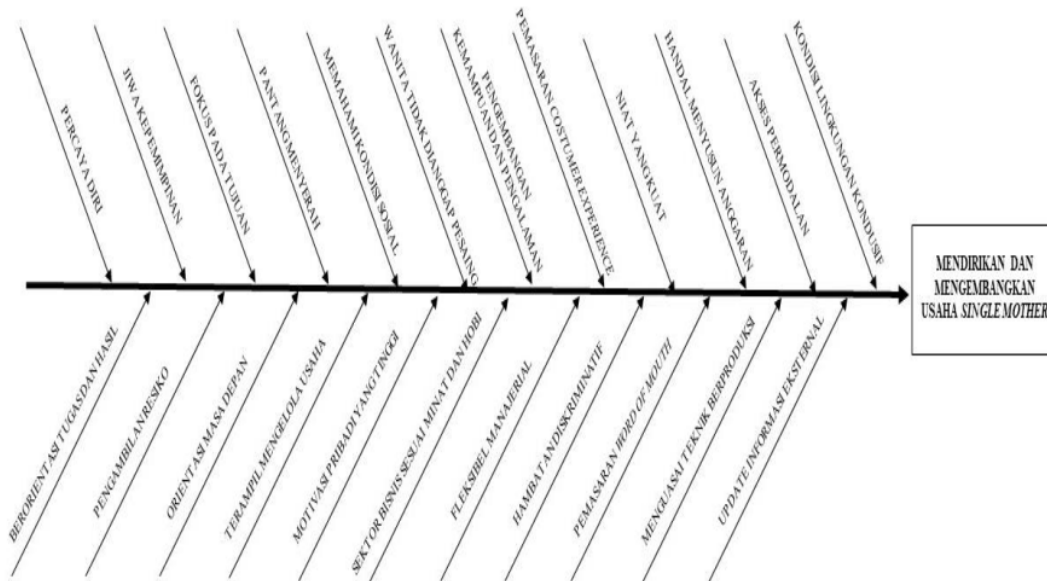 PERCAYA DIRI
JIWA KEPEMIMPINAN
FOKUS PADA TUJUAN
PANTANG MENYERAH
MEMAHAMI KONDISI SOSIAL
WANITA TIDAK DIANGGAP PESAING
PENGEMBANGAN
KEMAMPUAN DAN PENGALAMAN
PEMASARAN COSTUMER EXPERIENCE
NIAT YANG KUAT
HANDAL MENYUSUN ANGGARAN
AKSES PERMODALAN
KONDISI LINGKUNGAN KONDUSIF
MENDIRIKAN DAN
MENGEMBANGKAN
USAHA SINGLE MOTHER
BERORIENTASI TUGAS DAN HASIL
PENGAMBILAN RESIKO
ORIENTASI MASA DEPAN
TERAMPIL MENGELOLA USAHA
MOTIVASI PRIBADI YANG TINGGI
SEKTOR BISNIS SESUAI MINAT DAN HOBI
FLEKSIBEL MANAJERIAL
HAMBATAN DISKRIMINATIF
PEMASARAN WORD OF MOUTH
MENGUASAI TEKNIK BERPRODUKSI
UPDATE INFORMASI EKSTERNAL